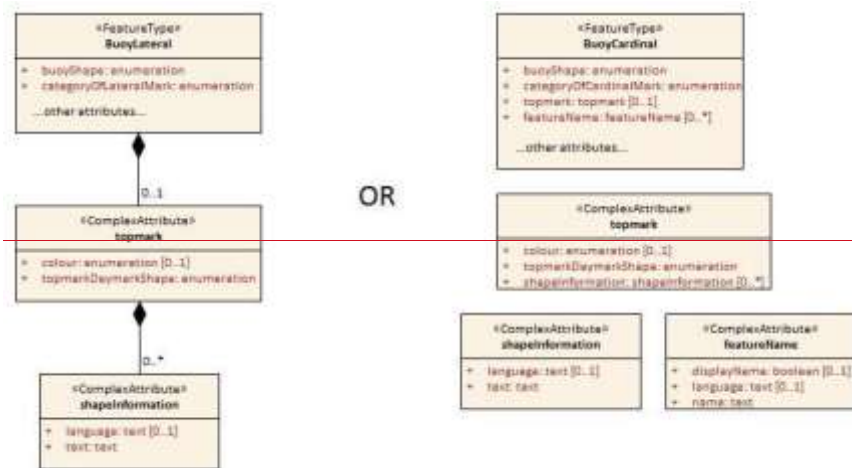 «FeatureType»
BuoyLateral
+ buoyShape: enumeration
+ categoryOfLateralMark: enumeration
...other attributes...
0..1
«ComplexAttribute»
topmark
+ colour: enumeration [0..1]
+ topmarkDaymarkShape: enumeration
0..*
«ComplexAttribute»
shapeInformation
+ language: text [0..1]
+ text: text
OR
«FeatureType»
BuoyCardinal
+ buoyShape: enumeration
+ categoryOfCardinalMark: enumeration
+ topmark: topmark [0..1]
+ featureName: featureName [0..*]
...other attributes...
«ComplexAttribute»
topmark
+ colour: enumeration [0..1]
+ topmarkDaymarkShape: enumeration
+ shapeInformation: shapeInformation [0..*]
«ComplexAttribute»
shapeInformation
+ language: text [0..1]
+ text: text
«ComplexAttribute»
featureName
+ displayName: boolean [0..1]
+ language: text [0..1]
+ name: text